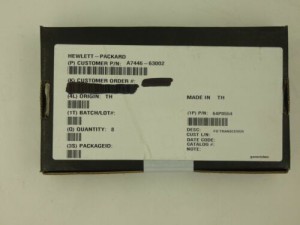 HEWLETT-PACKARD
(P) CUSTOMER P/N: A7446-63002
(K) CUSTOMER ORDER #:
(4L) ORIGIN: TH
MADE IN TH
(1T) BATCH/LOT#:
(1P) P/N:
(Q) QUANTITY: 8
DESC:
CUST L/N:
DATE CODE:
CATALOG #:
NOTE:
(3S) PACKAGEID: